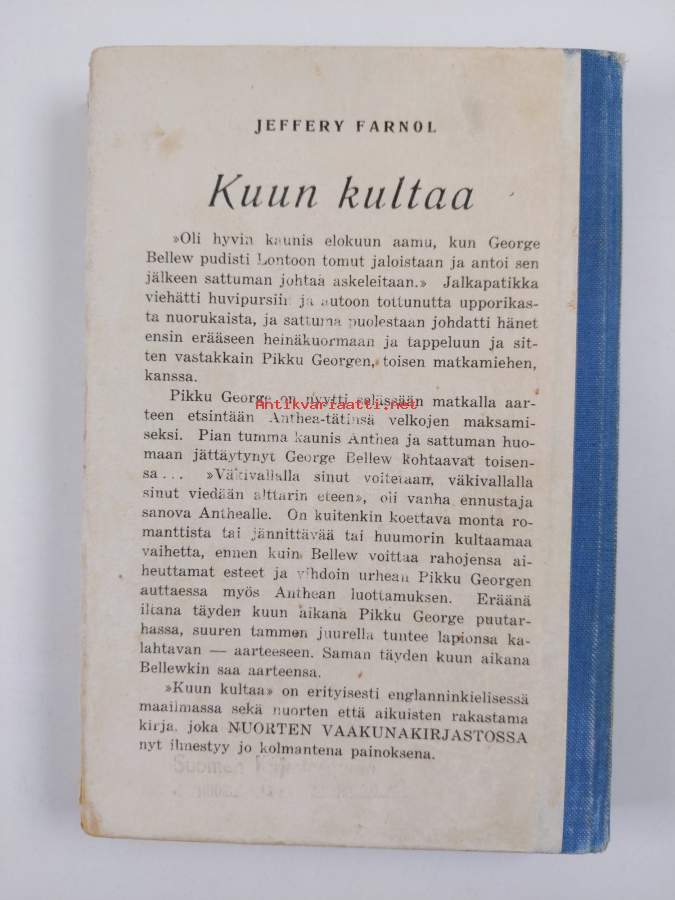 JEFFERY FARNOL
Kuun kultaa
»Oli hyvin kaunis elokuun aamu, kun George
Bellew pudisti Lontoon tomut jaloistaan ja antoi sen
jälkeen sattuman johtaa askeleitaan.» Jalkapatikka
viehätti huvipursiin ja autoon tottunutta upporikas-
ta nuorukaista, ja sattuma puolestaan johdatti hänet
ensin erääseen heinäkuormaan ja tappeluun ja sit-
ten vastakkain Pikku Georgen, toisen matkamiehen,
kanssa.
Pikku George on nyytti selässään matkalla aar-
Antikvariaatti.net
teen etsintään Anthea-tätinsä velkojen maksami-
seksi. Pian tumma kaunis Anthea ja sattuman huo-
maan jättäytynyt George Bellew kohtaavat toisen-
sa... »Väkivallalla sinut voitetaan, väkivallalla
sinut viedään alttarin eteen», oli vanha ennustaja
sanova Anthealle. On kuitenkin koettava monta ro-
manttista tai jännittävää tai huumorin kultaamaa
vaihetta, ennen kuin Bellew voittaa rahojensa ai-
heuttamat esteet ja vihdoin urhean Pikku Georgen
auttaessa myös Anthean luottamuksen. Eräänä
iltana täyden kuun aikana Pikku George puutar-
hassa, suuren tammen juurella tuntee lapionsa ka-
lahtavan — aarteeseen. Saman täyden kuun aikana
Bellewkin saa aarteensa.
»Kuun kultaa» on erityisesti englanninkielisessä
maailmassa sekä nuorten että aikuisten rakastama
kirja, joka NUORTEN VAAKUNAKIRJASTOSSA
nyt ilmestyy jo kolmantena painoksena.
Suomen